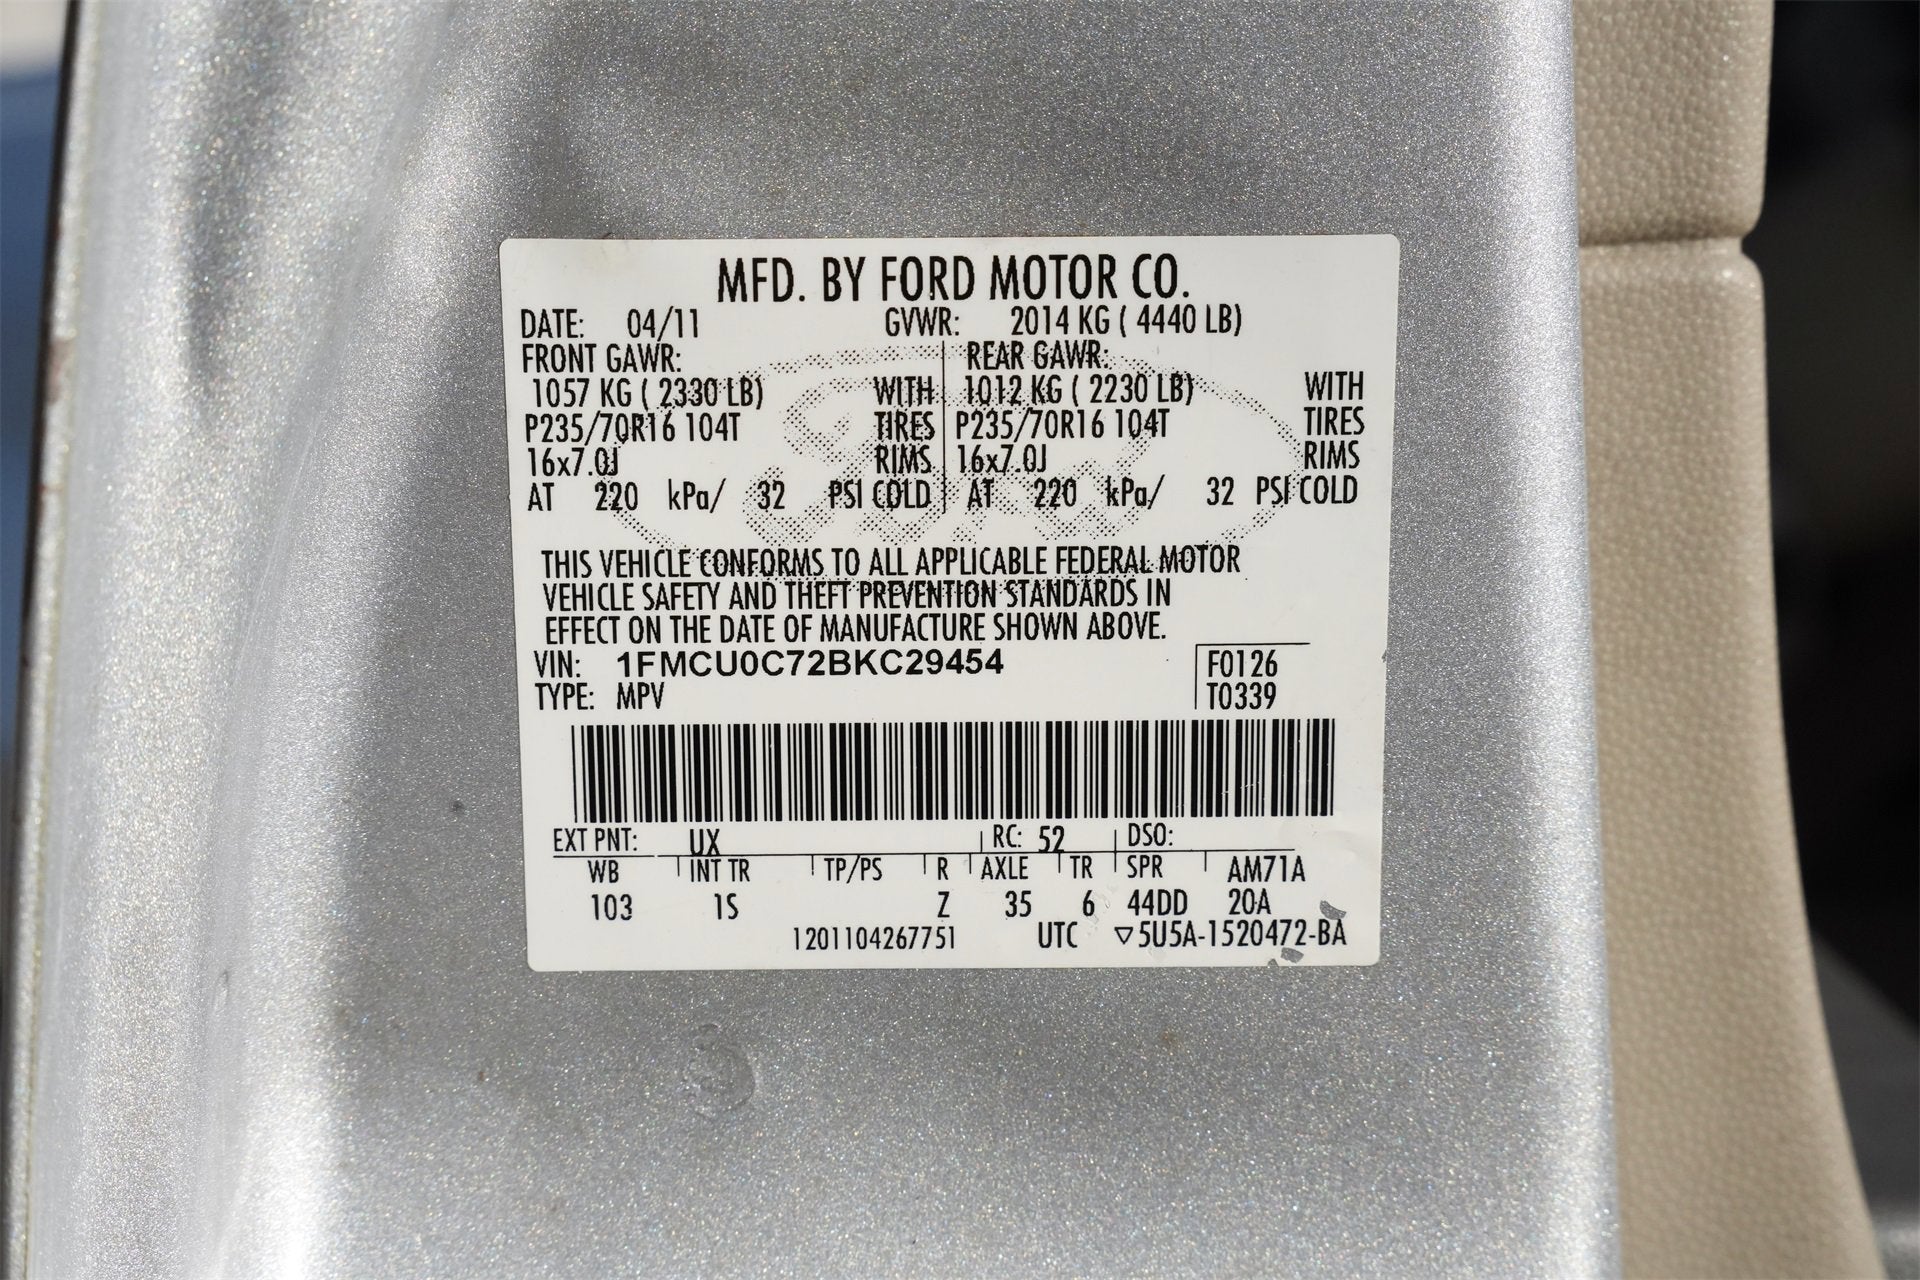 MFD. BY FORD MOTOR CO.
DATE: 04/11 GVWR: 2014 KG ( 4440 LB)
FRONT GAWR: REAR GAWR:
1057 KG ( 2330 LB) WITH 1012 KG ( 2230 LB) WITH
P235/70R16 104T TIRES P235/70R16 104T TIRES
16x7.0J RIMS 16x7.0J RIMS
AT 220 kPa/ 32 PSI COLD AT 220 kPa/ 32 PSI COLD
Ford
THIS VEHICLE CONFORMS TO ALL APPLICABLE FEDERAL MOTOR
VEHICLE SAFETY AND THEFT PREVENTION STANDARDS IN
EFFECT ON THE DATE OF MANUFACTURE SHOWN ABOVE.
VIN: 1FMCU0C72BKC29454 F0126
TYPE: MPV T0339
EXT PNT: UX RC: 52 DSO:
WB INT TR TP/PS R AXLE TR SPR AM71A
103 1S Z 35 6 44DD 20A
1201104267751 UTC ▽5U5A-1520472-BA